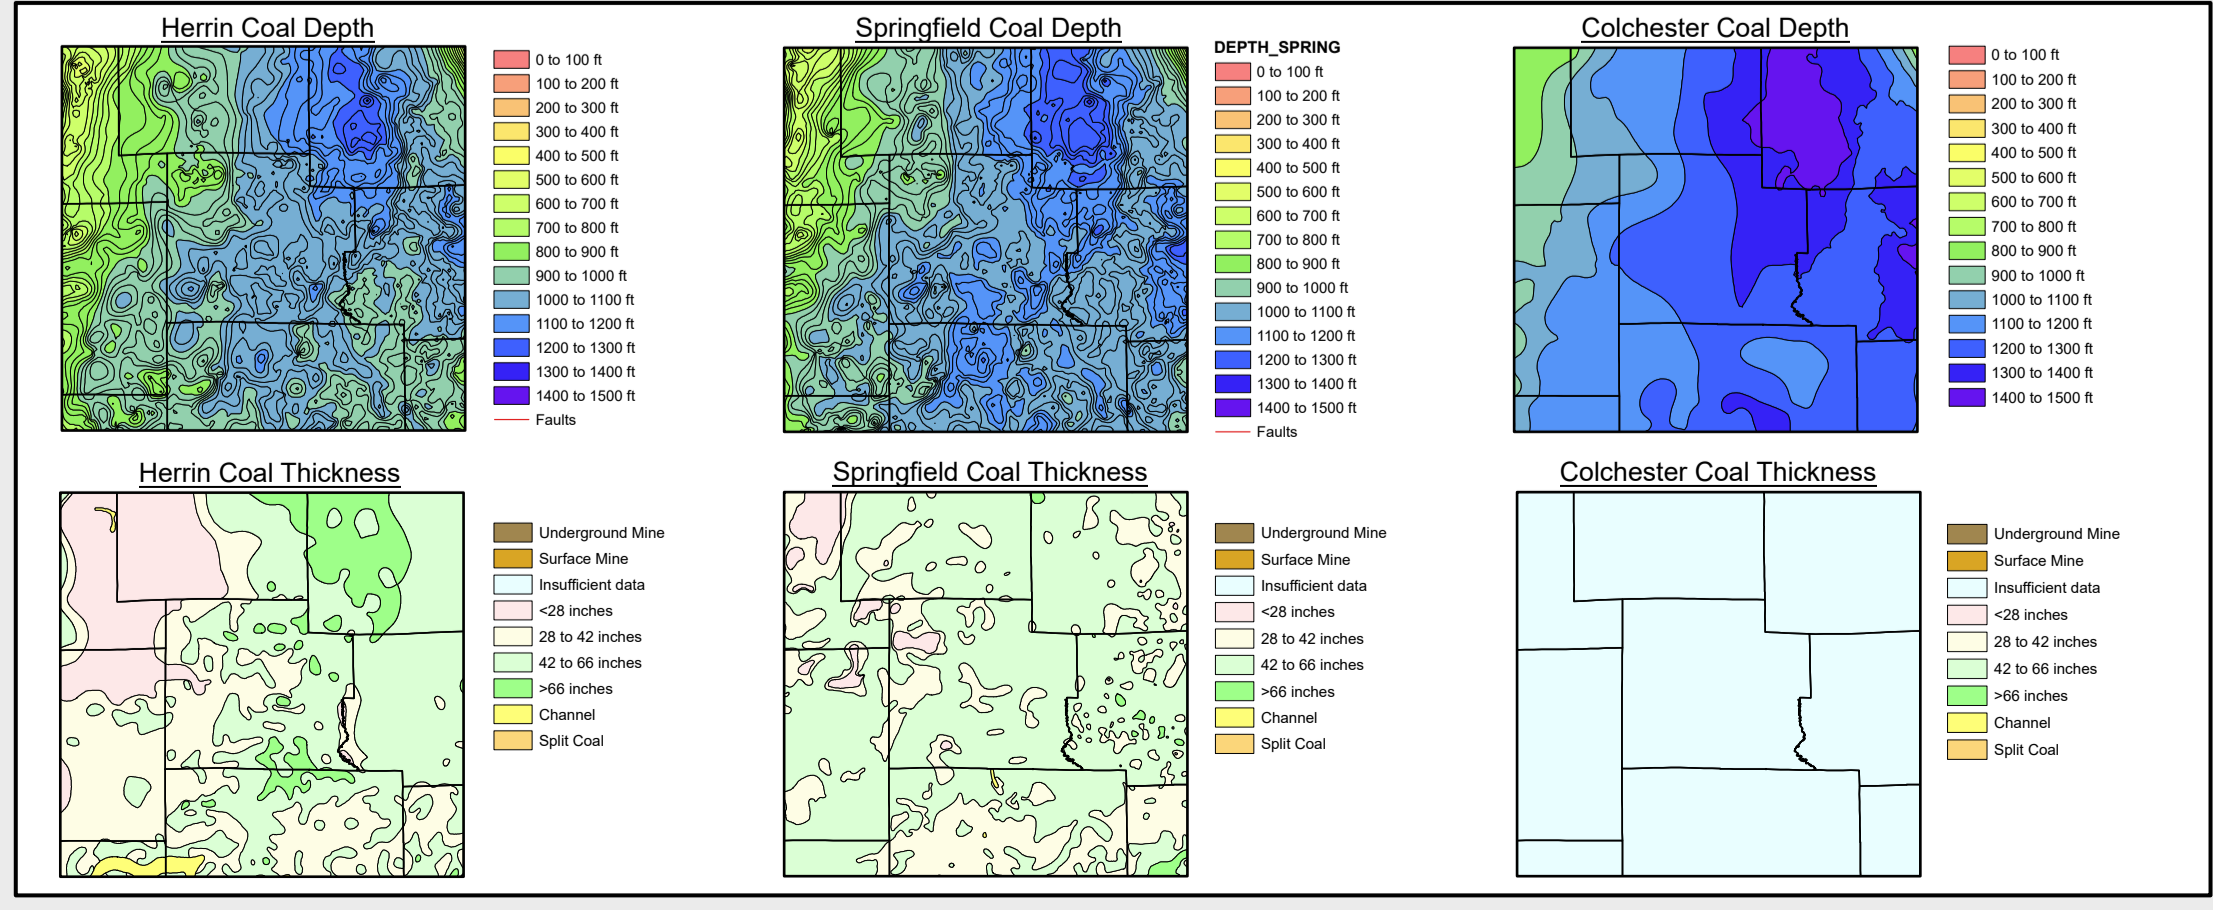 Herrin Coal Depth
0 to 100 ft
100 to 200 ft
200 to 300 ft
300 to 400 ft
400 to 500 ft
500 to 600 ft
600 to 700 ft
700 to 800 ft
800 to 900 ft
900 to 1000 ft
1000 to 1100 ft
1100 to 1200 ft
1200 to 1300 ft
1300 to 1400 ft
1400 to 1500 ft
Faults
Springfield Coal Depth
DEPTH_SPRING
0 to 100 ft
100 to 200 ft
200 to 300 ft
300 to 400 ft
400 to 500 ft
500 to 600 ft
600 to 700 ft
700 to 800 ft
800 to 900 ft
900 to 1000 ft
1000 to 1100 ft
1100 to 1200 ft
1200 to 1300 ft
1300 to 1400 ft
1400 to 1500 ft
Faults
Colchester Coal Depth
0 to 100 ft
100 to 200 ft
200 to 300 ft
300 to 400 ft
400 to 500 ft
500 to 600 ft
600 to 700 ft
700 to 800 ft
800 to 900 ft
900 to 1000 ft
1000 to 1100 ft
1100 to 1200 ft
1200 to 1300 ft
1300 to 1400 ft
1400 to 1500 ft
Herrin Coal Thickness
Underground Mine
Surface Mine
Insufficient data
<28 inches
28 to 42 inches
42 to 66 inches
>66 inches
Channel
Split Coal
Springfield Coal Thickness
Underground Mine
Surface Mine
Insufficient data
<28 inches
28 to 42 inches
42 to 66 inches
>66 inches
Channel
Split Coal
Colchester Coal Thickness
Underground Mine
Surface Mine
Insufficient data
<28 inches
28 to 42 inches
42 to 66 inches
>66 inches
Channel
Split Coal